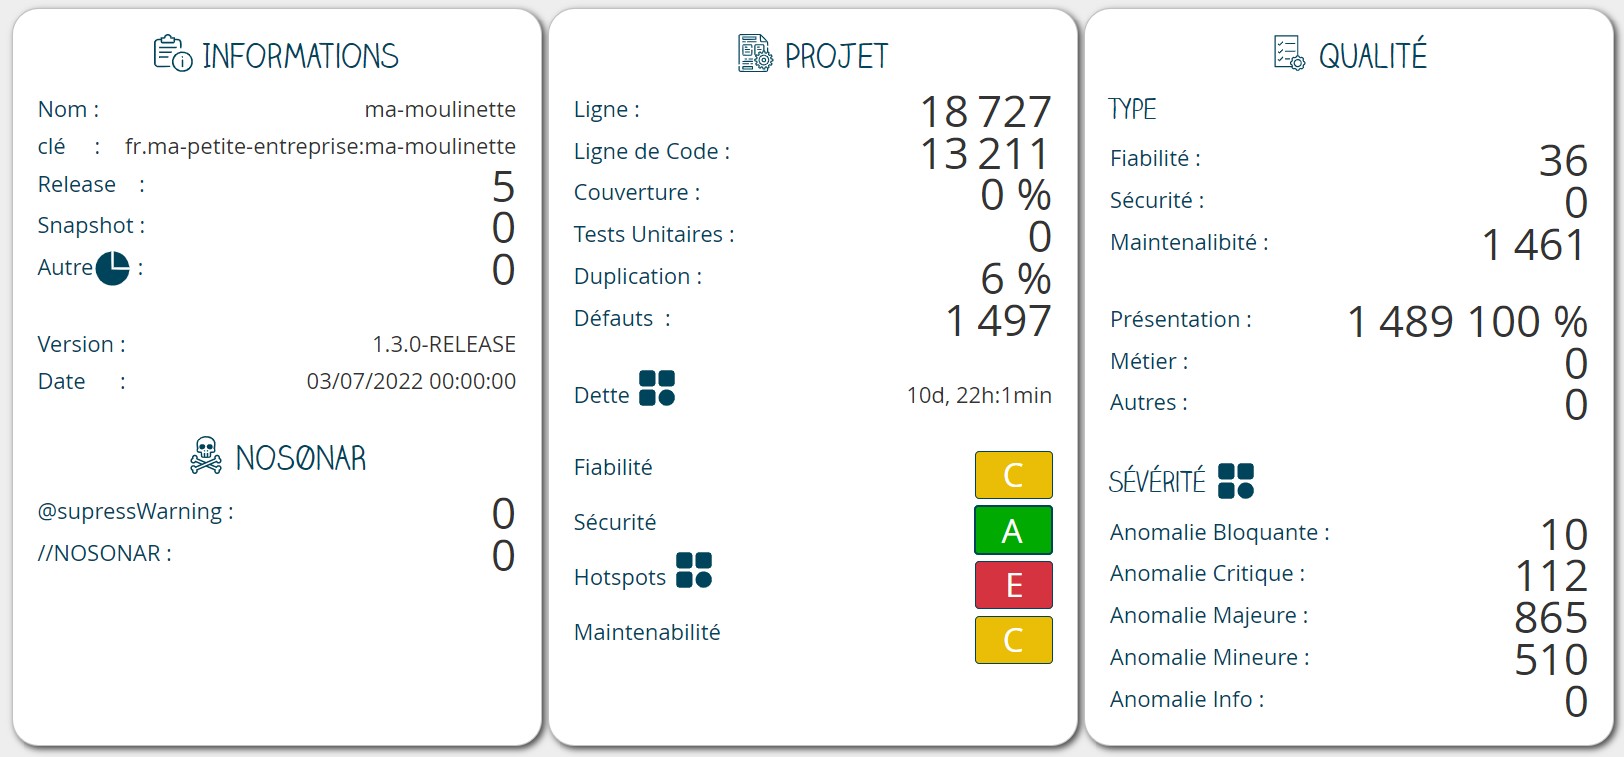 INFORMATIONS
Nom : ma-moulinette
clé : fr.ma-petite-entreprise:ma-moulinette
Release : 5
Snapshot : 0
Autre : 0
Version : 1.3.0-RELEASE
Date : 03/07/2022 00:00:00
NOSØNAR
@supressWarning : 0
//NOSONAR : 0
PROJET
Ligne : 18 727
Ligne de Code : 13 211
Couverture : 0 %
Tests Unitaires : 0
Duplication : 6 %
Défauts : 1 497
Dette 10d, 22h:1min
Fiabilité C
Sécurité A
Hotspots E
Maintenabilité C
QUALITÉ
TYPE
Fiabilité : 36
Sécurité : 0
Maintenalibité : 1 461
Présentation : 1 489 100 %
Métier : 0
Autres : 0
SÉVÉRITÉ
Anomalie Bloquante : 10
Anomalie Critique : 112
Anomalie Majeure : 865
Anomalie Mineure : 510
Anomalie Info : 0